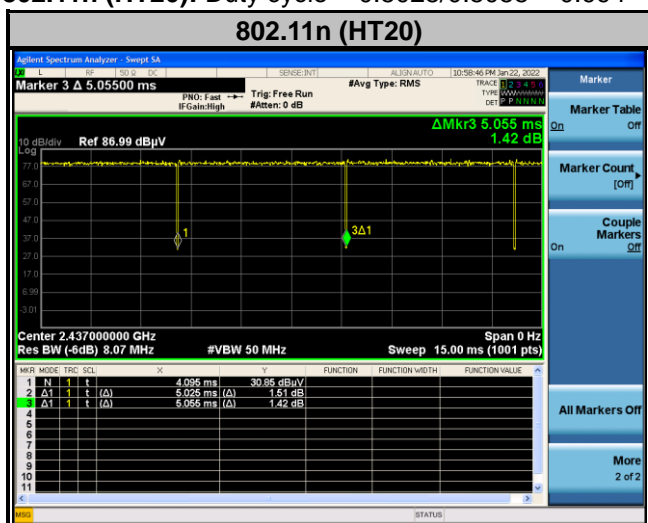 802.11n (HT20)
Agilent Spectrum Analyzer - Swept SA
L RF 50 Ω DC SENSE:INT ALIGNAUTO 10:58:46 PM Jan 22, 2022
Marker 3 Δ 5.05500 ms
PNO: Fast
IFGain:High
Trig: Free Run
#Atten: 0 dB
#Avg Type: RMS
TRACE 1 2 3 4 5 6
TYPE
DET P P N N N N
Marker
Marker Table
On Off
Marker Count
[Off]
Couple
Markers
On Off
All Markers Off
More
2 of 2
ΔMkr3 5.055 ms
1.42 dB
10 dB/div Ref 86.99 dBµV
Log
77.0
67.0
57.0
47.0
37.0
27.0
17.0
6.99
-3.01
1
3Δ1
Center 2.437000000 GHz Span 0 Hz
Res BW (-6dB) 8.07 MHz #VBW 50 MHz Sweep 15.00 ms (1001 pts)
MKR MODE TRC SCL X Y FUNCTION FUNCTION WIDTH FUNCTION VALUE
1 N 1 t 4.095 ms 30.85 dBµV
2 Δ1 1 t (Δ) 5.025 ms (Δ) 1.51 dB
3 Δ1 1 t (Δ) 5.055 ms (Δ) 1.42 dB
4
5
6
7
8
9
10
11
MSG STATUS